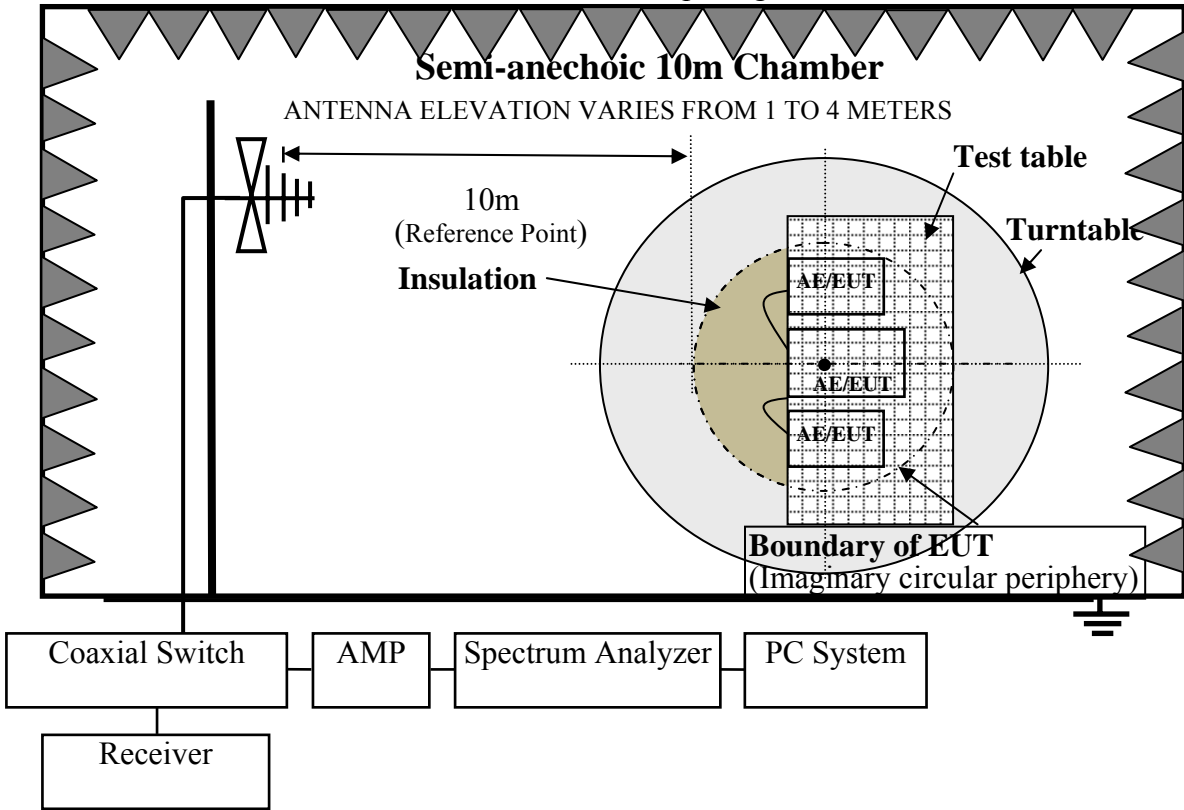 Semi-anechoic 10m Chamber
ANTENNA ELEVATION VARIES FROM 1 TO 4 METERS
Test table
10m
(Reference Point)
Turntable
Insulation
AE/EUT
AE/EUT
AE/EUT
Boundary of EUT
(Imaginary circular periphery)
Coaxial Switch
AMP
Spectrum Analyzer
PC System
Receiver